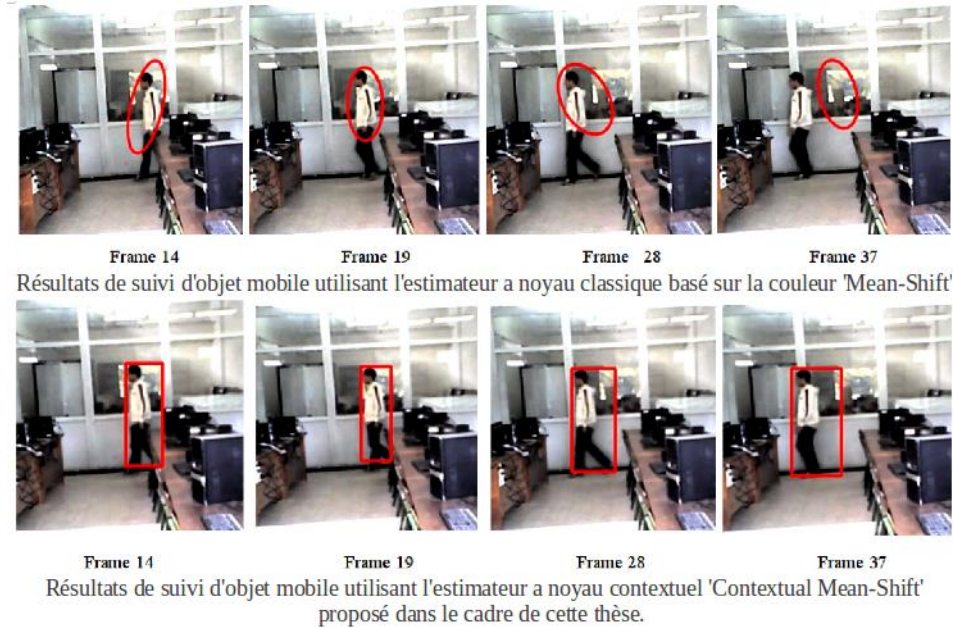 Frame 14 Frame 19 Frame 28 Frame 37
Résultats de suivi d'objet mobile utilisant l'estimateur a noyau classique basé sur la couleur 'Mean-Shift'
Frame 14 Frame 19 Frame 28 Frame 37
Résultats de suivi d'objet mobile utilisant l'estimateur a noyau contextuel 'Contextual Mean-Shift'
proposé dans le cadre de cette thèse.